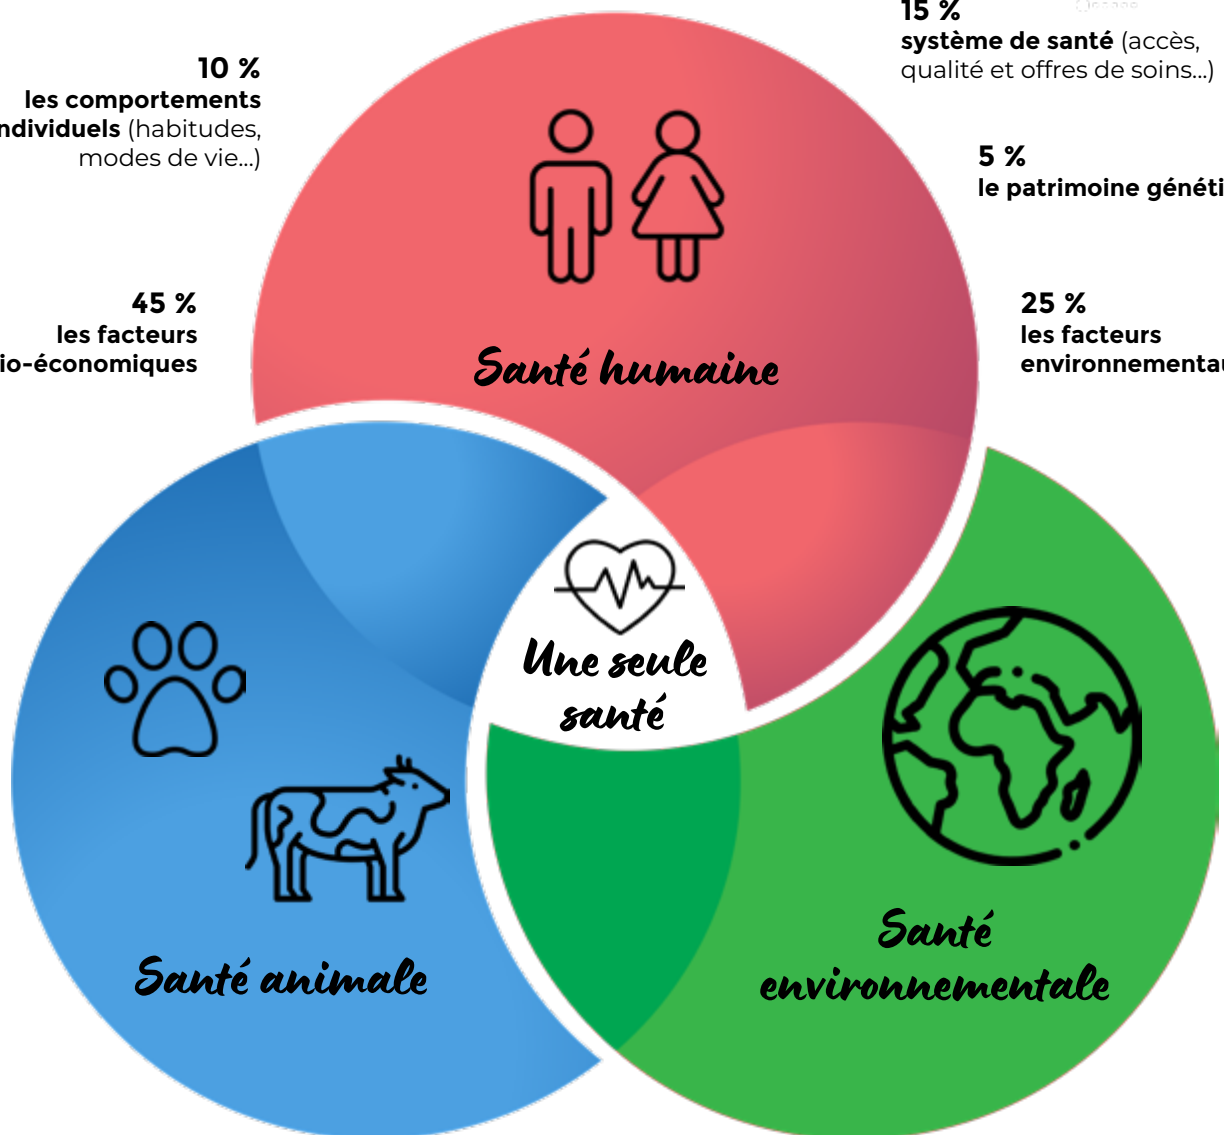 10 %
les comportements
ndividuels (habitudes,
modes de vie...)
15 %
système de santé (accès,
qualité et offres de soins...)
5 %
le patrimoine généti
45 %
les facteurs
io-économiques
25 %
les facteurs
environnementau
Santé humaine
Une seule
santé
Santé animale
Santé
environnementale